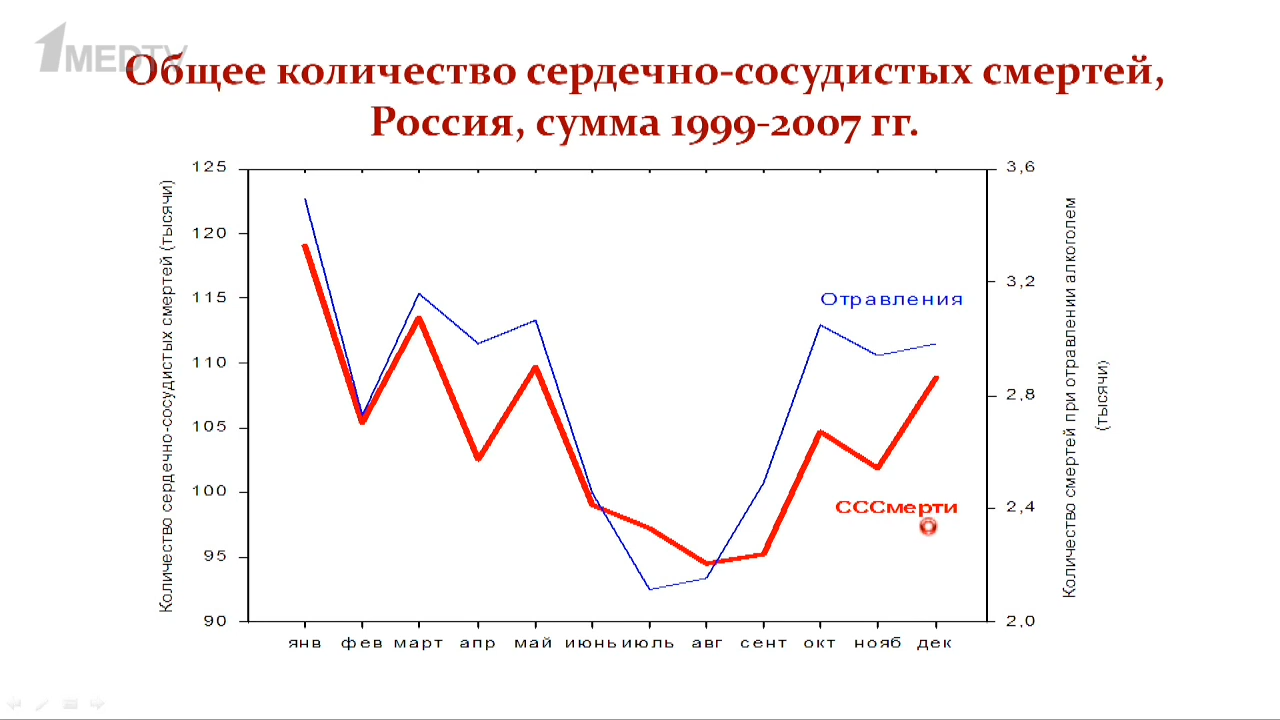 1MEDTV
Общее количество сердечно-сосудистых смертей,
Россия, сумма 1999-2007 гг.
Количество сердечно-сосудистых смертей (тысячи)
125
120
115
110
105
100
95
90
3,6
3,2
2,8
2,4
2,0
Количество смертей при отравлении алкоголем
(тысячи)
Отравления
СССмерти
янв фев март апр май июнь июль авг сент окт нояб дек